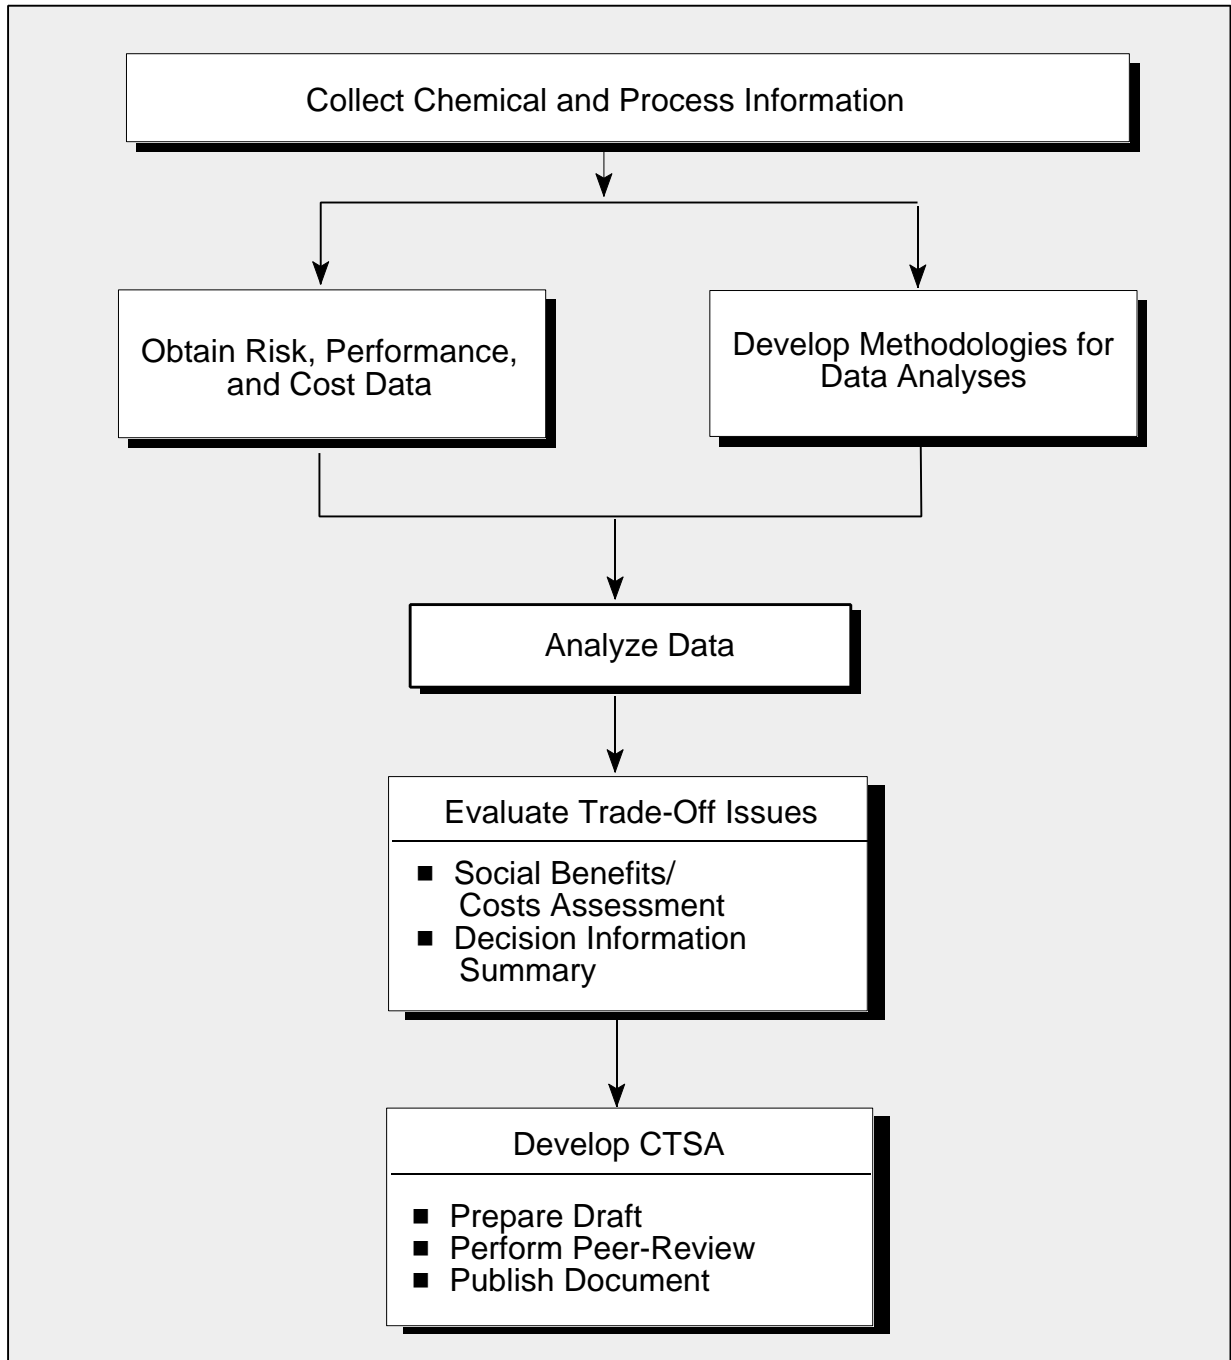 Collect Chemical and Process Information
Obtain Risk, Performance,
and Cost Data
Develop Methodologies for
Data Analyses
Analyze Data
Evaluate Trade-Off Issues
■ Social Benefits/
Costs Assessment
■ Decision Information
Summary
Develop CTSA
■ Prepare Draft
■ Perform Peer-Review
■ Publish Document